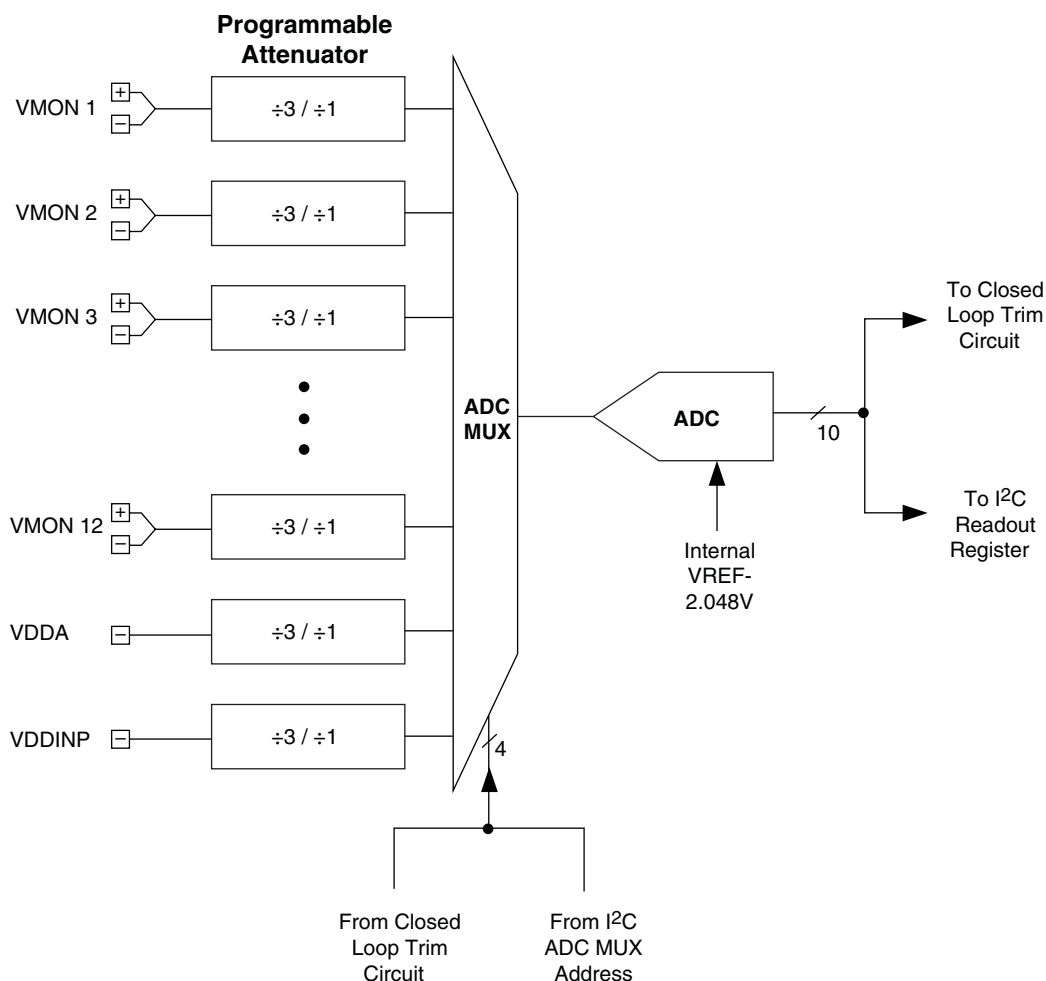 Programmable
Attenuator
VMON 1
+
−
÷3 / ÷1
VMON 2
+
−
÷3 / ÷1
VMON 3
+
−
÷3 / ÷1
ADC
MUX
ADC
10
To Closed
Loop Trim
Circuit
To I²C
Readout
Register
Internal
VREF-
2.048V
VMON 12
+
−
÷3 / ÷1
VDDA
−
÷3 / ÷1
VDDINP
−
÷3 / ÷1
4
From Closed
Loop Trim
Circuit
From I²C
ADC MUX
Address